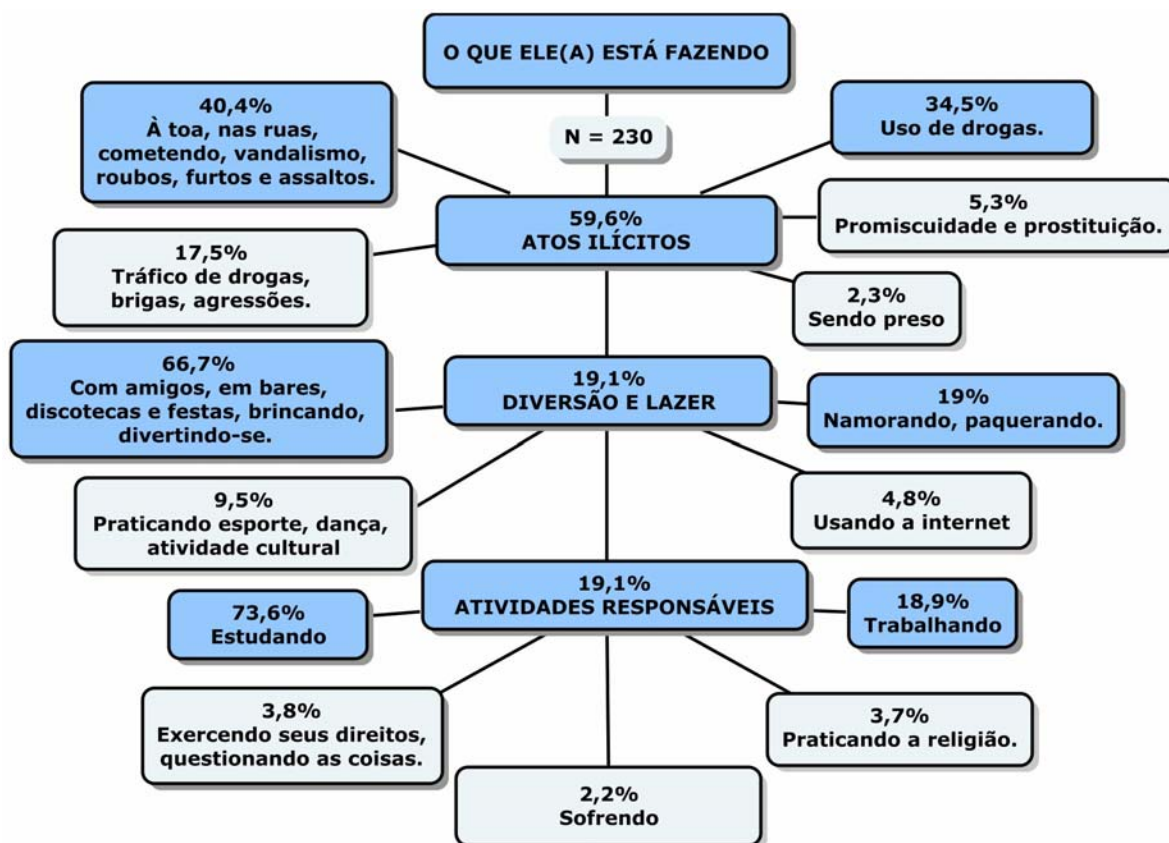 O QUE ELE(A) ESTÁ FAZENDO
N = 230
40,4%
À toa, nas ruas,
cometendo, vandalismo,
roubos, furtos e assaltos.
34,5%
Uso de drogas.
59,6%
ATOS ILÍCITOS
5,3%
Promiscuidade e prostituição.
17,5%
Tráfico de drogas,
brigas, agressões.
2,3%
Sendo preso
66,7%
Com amigos, em bares,
discotecas e festas, brincando,
divertindo-se.
19,1%
DIVERSÃO E LAZER
19%
Namorando, paquerando.
9,5%
Praticando esporte, dança,
atividade cultural
4,8%
Usando a internet
19,1%
ATIVIDADES RESPONSÁVEIS
73,6%
Estudando
18,9%
Trabalhando
3,8%
Exercendo seus direitos,
questionando as coisas.
3,7%
Praticando a religião.
2,2%
Sofrendo